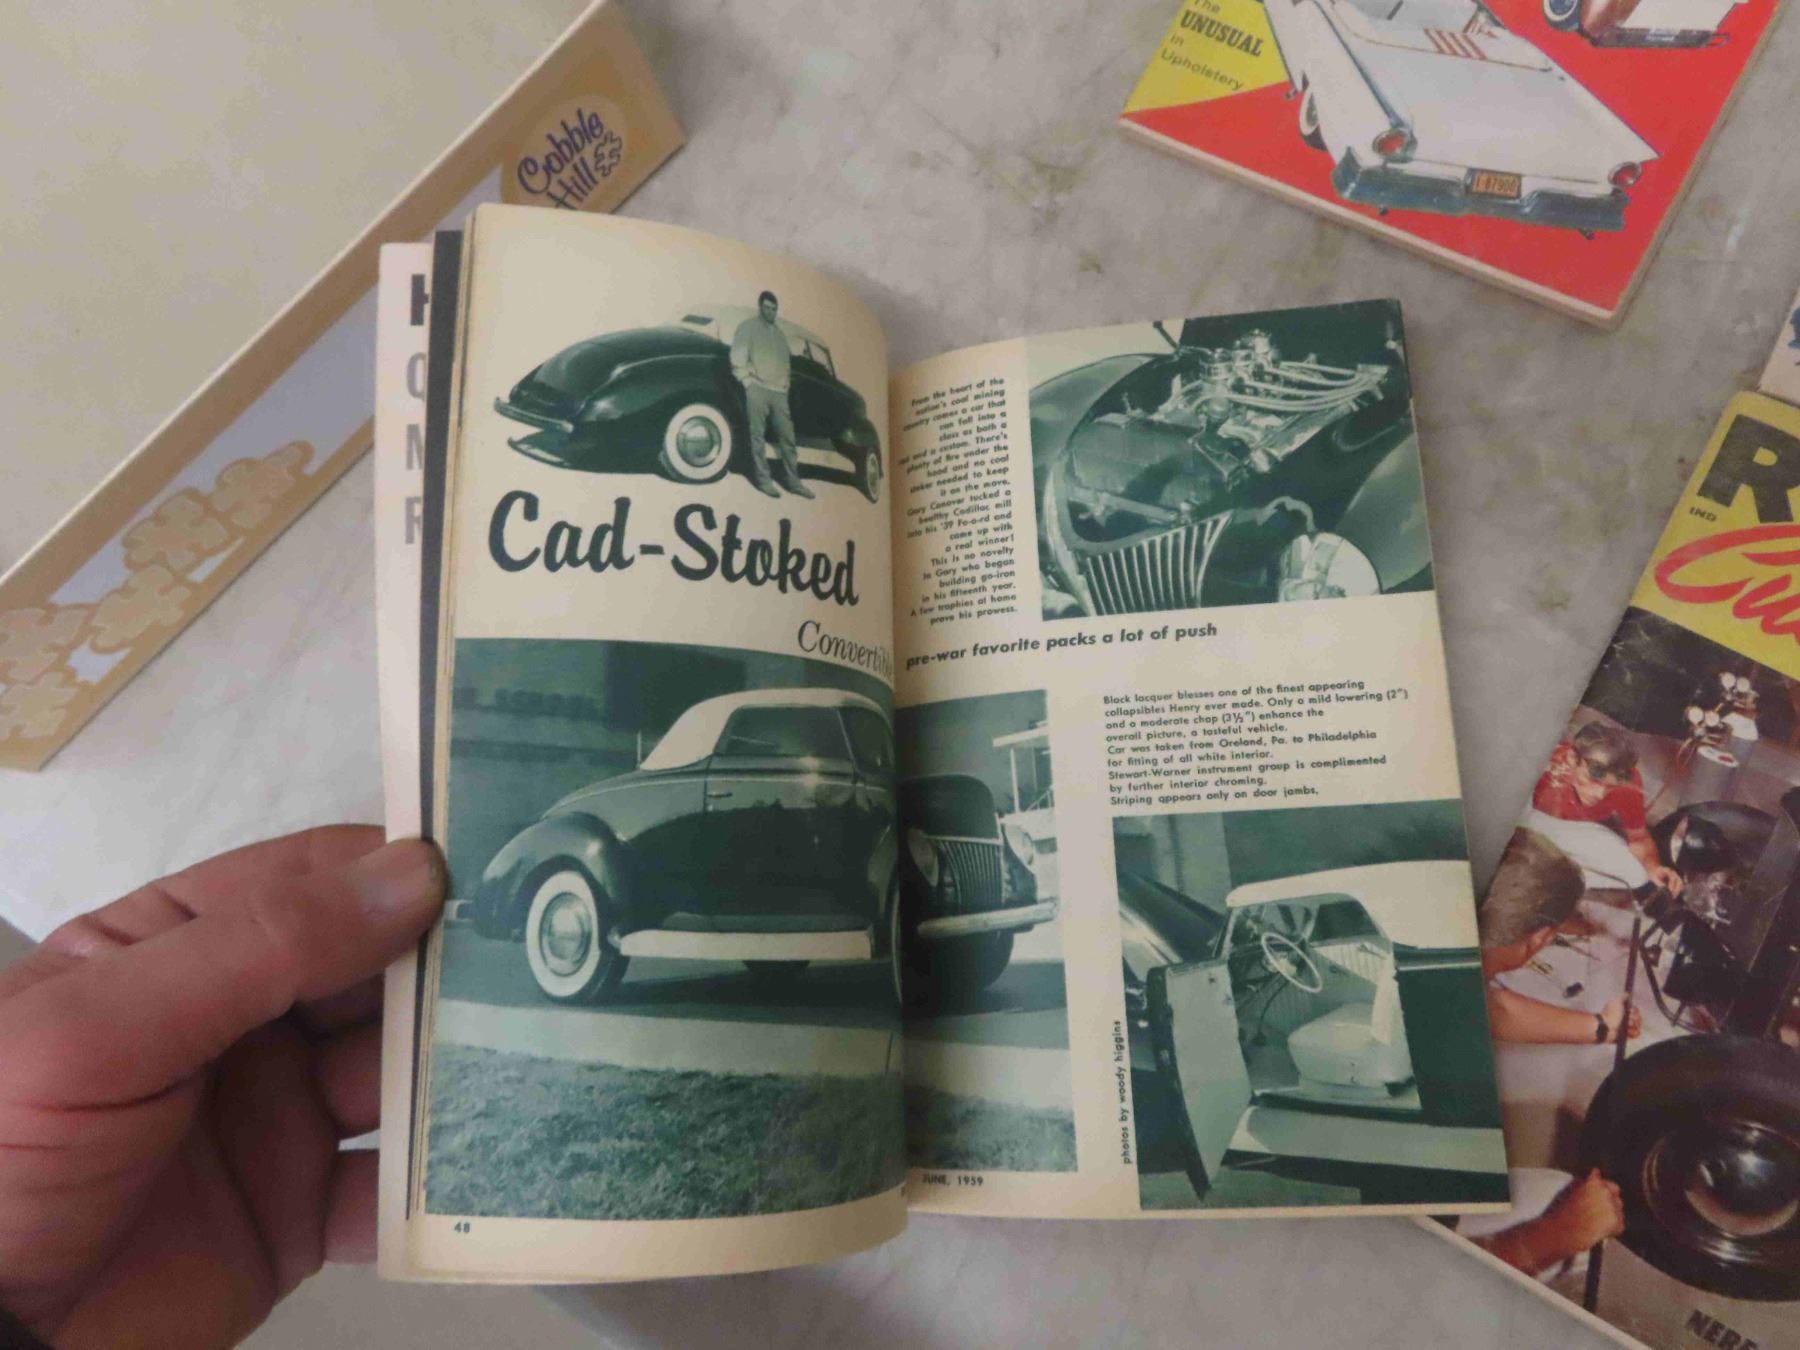 The
UNUSUAL
in
Upholstery
1-87900
Cobble
Hill
Cad-Stoked
Convertible
48
From the heart of the
nation's coal mining
country comes a car that
can fall into a
class as both a
rod and a custom. There's
plenty of fire under the
hood and no coal
stoker needed to keep
it on the move.
Gary Conover tucked a
healthy Cadillac mill
into his '39 Fo-o-rd and
came up with
a real winner!
This is no novelty
to Gary who began
building go-iron
in his fifteenth year.
A few trophies at home
prove his prowess.
pre-war favorite packs a lot of push
Black lacquer blesses one of the finest appearing
collapsibles Henry ever made. Only a mild lowering (2")
and a moderate chop (3½") enhance the
overall picture, a tasteful vehicle.
Car was taken from Oreland, Pa. to Philadelphia
for fitting of all white interior.
Stewart-Warner instrument group is complimented
by further interior chroming.
Striping appears only on door jambs.
photos by woody higgins
JUNE, 1959
IND
NERF